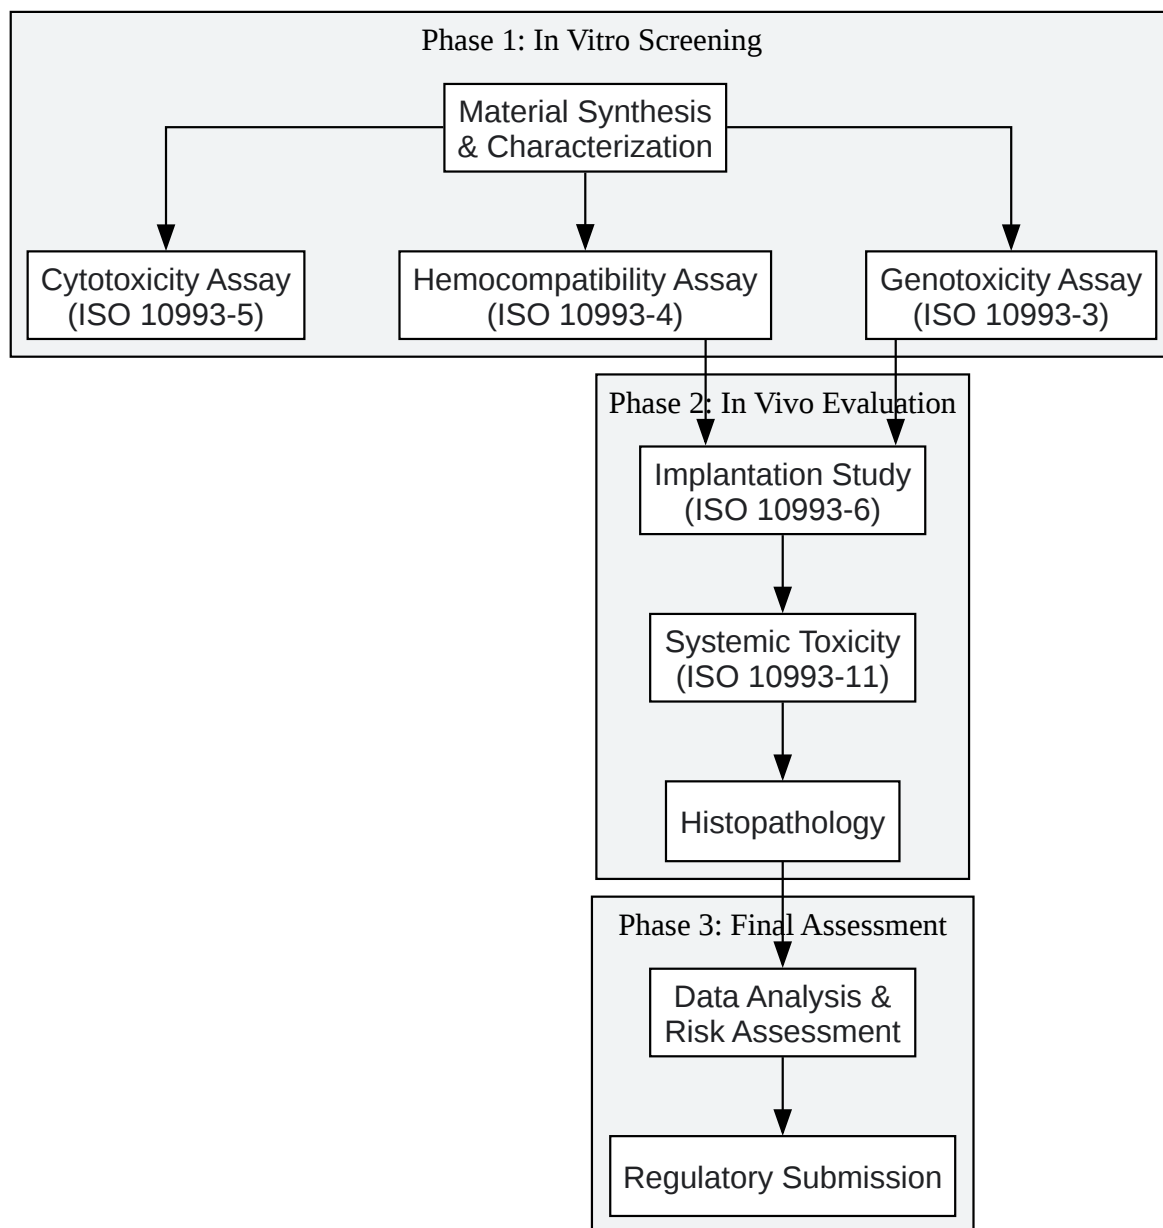 Phase 1: In Vitro Screening
Material Synthesis
& Characterization
Cytotoxicity Assay
(ISO 10993-5)
Hemocompatibility Assay
(ISO 10993-4)
Genotoxicity Assay
(ISO 10993-3)
Phase 2: In Vivo Evaluation
Implantation Study
(ISO 10993-6)
Systemic Toxicity
(ISO 10993-11)
Histopathology
Phase 3: Final Assessment
Data Analysis &
Risk Assessment
Regulatory Submission